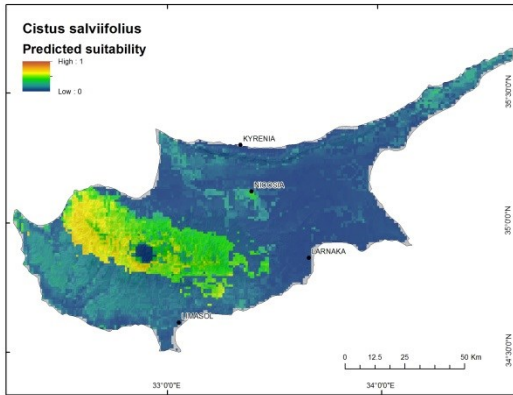 Cistus salviifolius
Predicted suitability
High : 1
Low : 0
KYRENIA
NICOSIA
LARNAKA
LIMASOL
35°30'0"N
35°0'0"N
34°30'0"N
0 12.5 25 50 Km
33°0'0"E 34°0'0"E